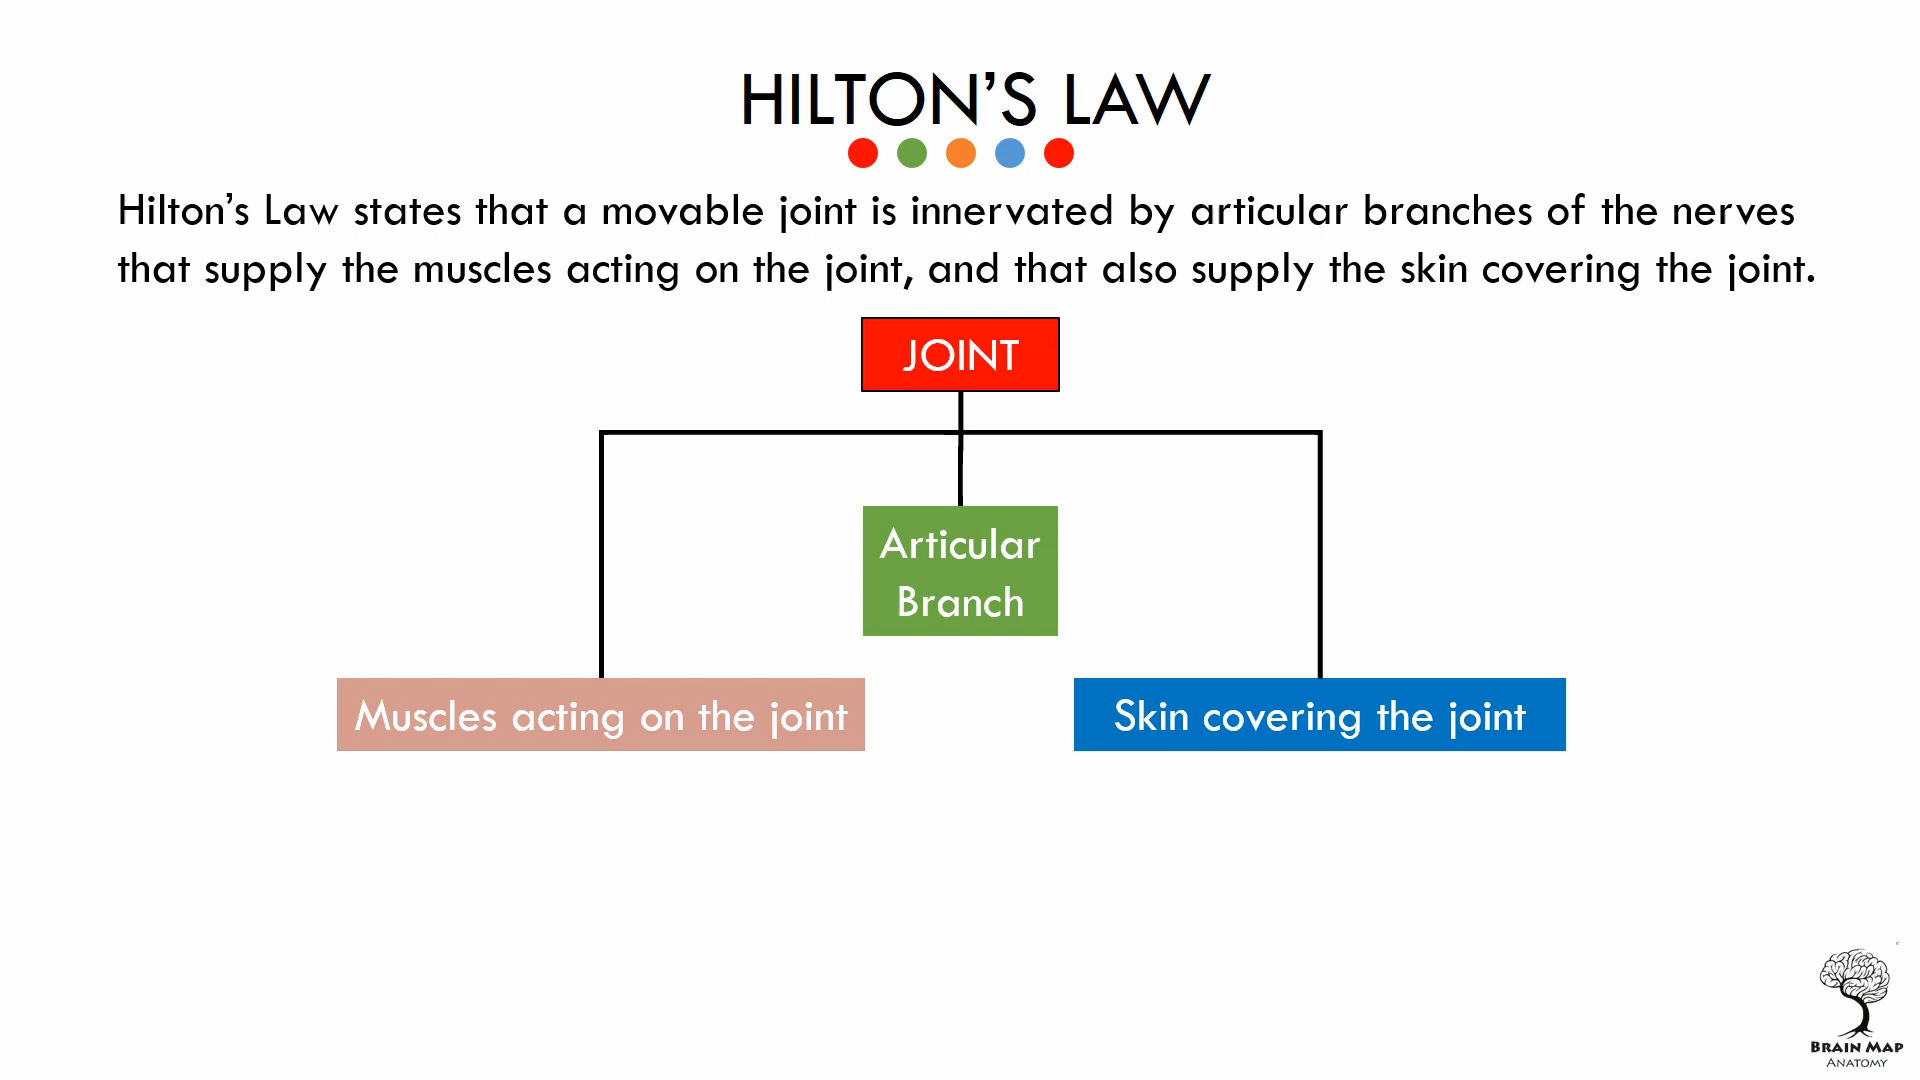 HILTON’S LAW
Hilton’s Law states that a movable joint is innervated by articular branches of the nerves
that supply the muscles acting on the joint, and that also supply the skin covering the joint.
JOINT
Articular
Branch
Muscles acting on the joint
Skin covering the joint
BRAIN MAP
ANATOMY